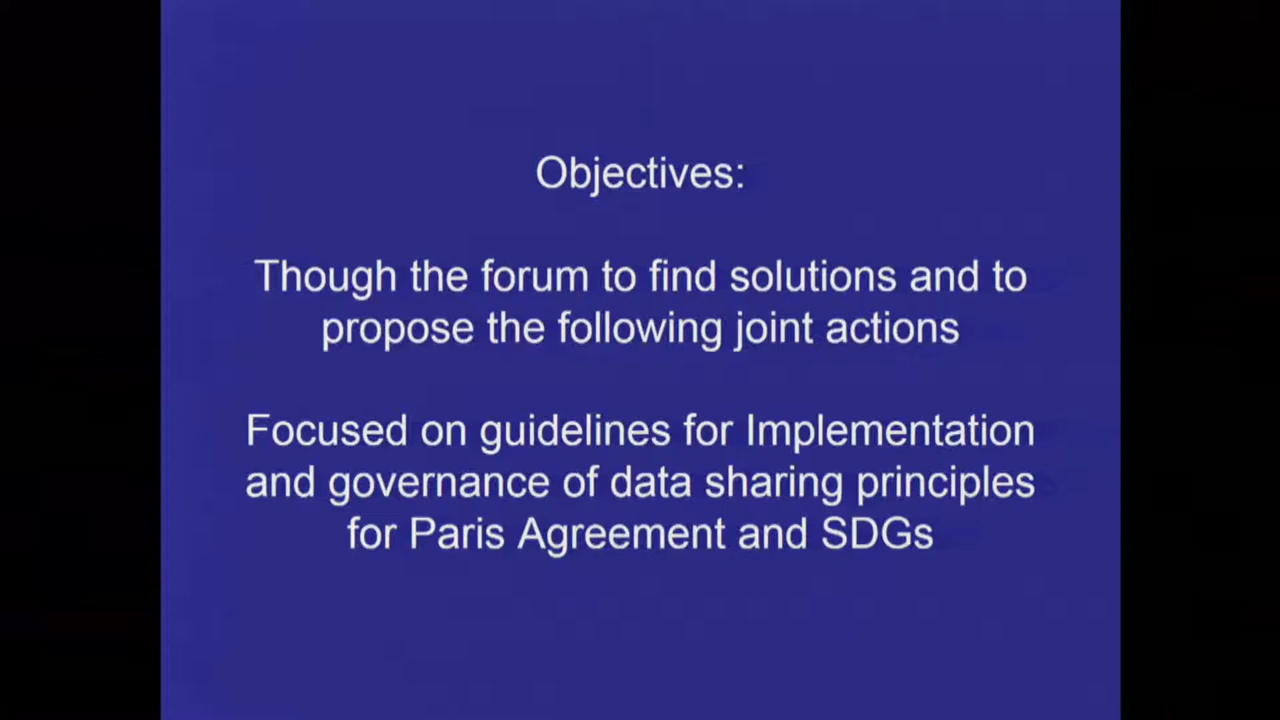 Objectives:
Though the forum to find solutions and to
propose the following joint actions
Focused on guidelines for Implementation
and governance of data sharing principles
for Paris Agreement and SDGs